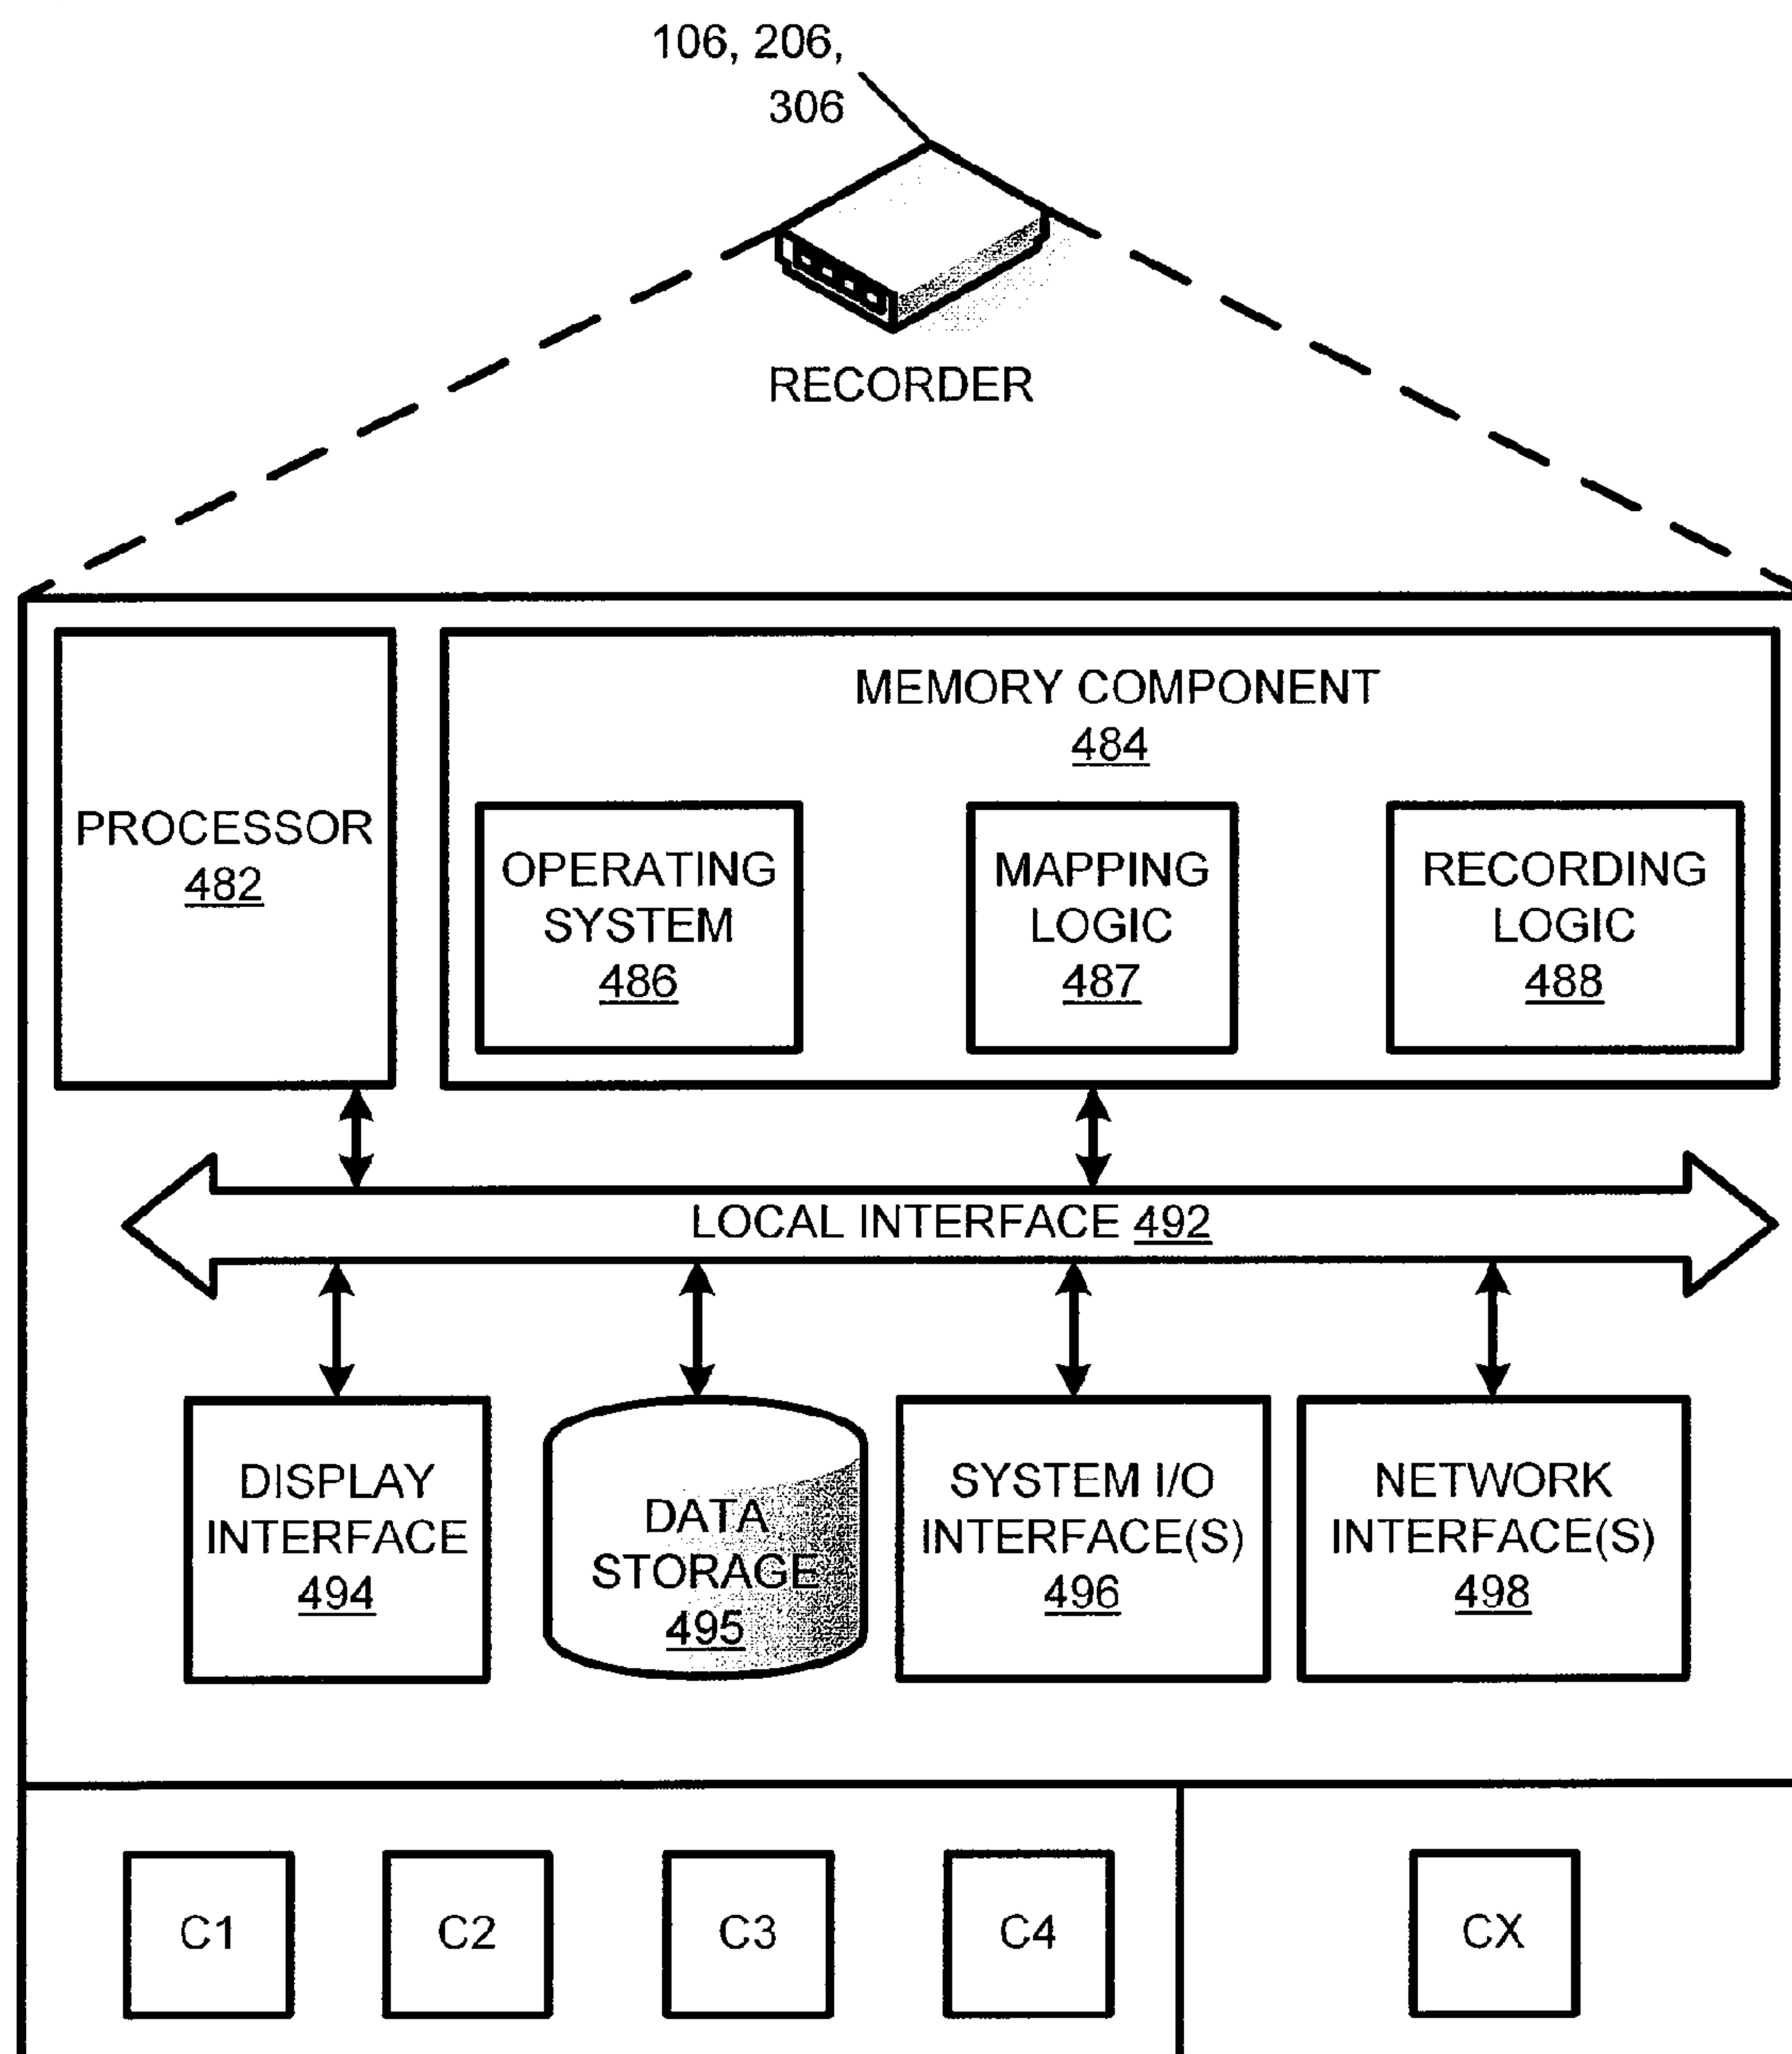 106, 206,
306
RECORDER
MEMORY COMPONENT
484
PROCESSOR
482
OPERATING
SYSTEM
486
MAPPING
LOGIC
487
RECORDING
LOGIC
488
LOCAL INTERFACE 492
DISPLAY
INTERFACE
494
DATA
STORAGE
495
SYSTEM I/O
INTERFACE(S)
496
NETWORK
INTERFACE(S)
498
C1
C2
C3
C4
CX